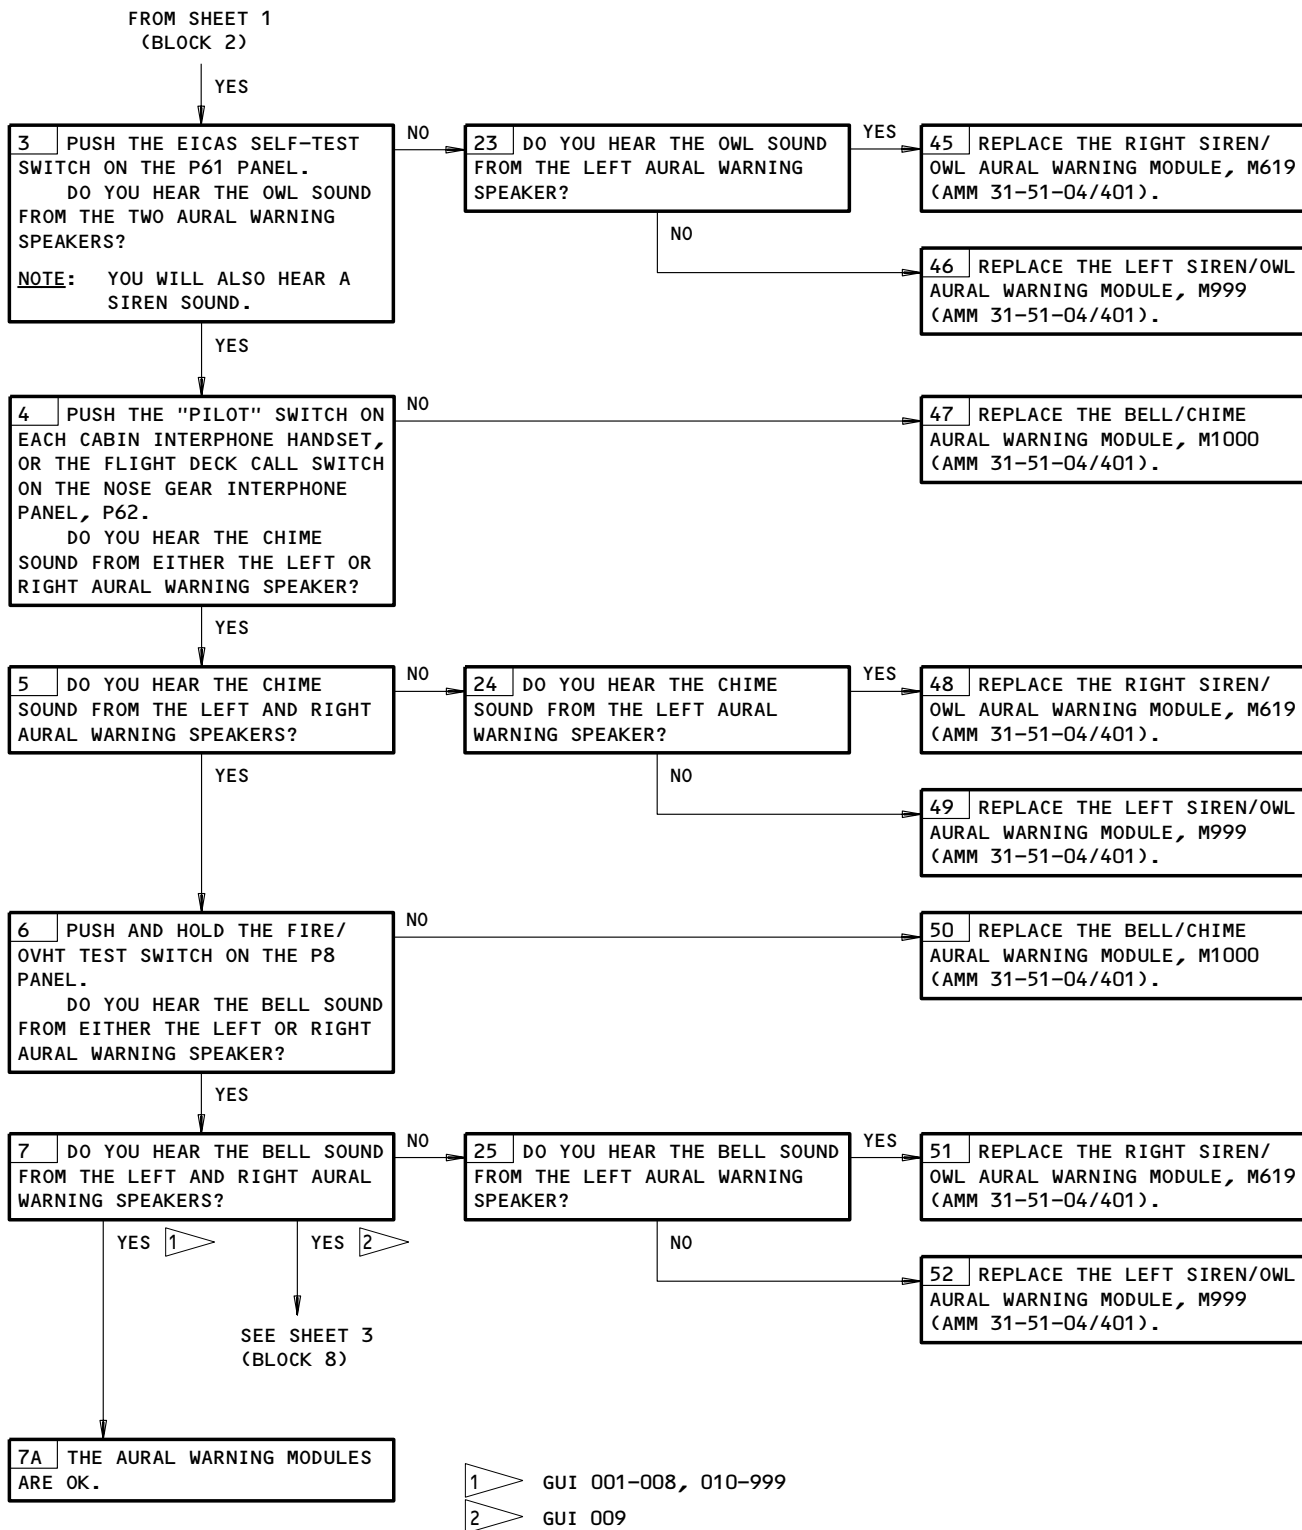 FROM SHEET 1
(BLOCK 2)
YES
3 PUSH THE EICAS SELF-TEST
SWITCH ON THE P61 PANEL.
DO YOU HEAR THE OWL SOUND
FROM THE TWO AURAL WARNING
SPEAKERS?
NOTE: YOU WILL ALSO HEAR A
SIREN SOUND.
NO
23 DO YOU HEAR THE OWL SOUND
FROM THE LEFT AURAL WARNING
SPEAKER?
YES
45 REPLACE THE RIGHT SIREN/
OWL AURAL WARNING MODULE, M619
(AMM 31-51-04/401).
NO
46 REPLACE THE LEFT SIREN/OWL
AURAL WARNING MODULE, M999
(AMM 31-51-04/401).
YES
4 PUSH THE "PILOT" SWITCH ON
EACH CABIN INTERPHONE HANDSET,
OR THE FLIGHT DECK CALL SWITCH
ON THE NOSE GEAR INTERPHONE
PANEL, P62.
DO YOU HEAR THE CHIME
SOUND FROM EITHER THE LEFT OR
RIGHT AURAL WARNING SPEAKER?
NO
47 REPLACE THE BELL/CHIME
AURAL WARNING MODULE, M1000
(AMM 31-51-04/401).
YES
5 DO YOU HEAR THE CHIME
SOUND FROM THE LEFT AND RIGHT
AURAL WARNING SPEAKERS?
NO
24 DO YOU HEAR THE CHIME
SOUND FROM THE LEFT AURAL
WARNING SPEAKER?
YES
48 REPLACE THE RIGHT SIREN/
OWL AURAL WARNING MODULE, M619
(AMM 31-51-04/401).
NO
49 REPLACE THE LEFT SIREN/OWL
AURAL WARNING MODULE, M999
(AMM 31-51-04/401).
YES
6 PUSH AND HOLD THE FIRE/
OVHT TEST SWITCH ON THE P8
PANEL.
DO YOU HEAR THE BELL SOUND
FROM EITHER THE LEFT OR RIGHT
AURAL WARNING SPEAKER?
NO
50 REPLACE THE BELL/CHIME
AURAL WARNING MODULE, M1000
(AMM 31-51-04/401).
YES
7 DO YOU HEAR THE BELL SOUND
FROM THE LEFT AND RIGHT AURAL
WARNING SPEAKERS?
NO
25 DO YOU HEAR THE BELL SOUND
FROM THE LEFT AURAL WARNING
SPEAKER?
YES
51 REPLACE THE RIGHT SIREN/
OWL AURAL WARNING MODULE, M619
(AMM 31-51-04/401).
NO
52 REPLACE THE LEFT SIREN/OWL
AURAL WARNING MODULE, M999
(AMM 31-51-04/401).
YES 1
YES 2
SEE SHEET 3
(BLOCK 8)
7A THE AURAL WARNING MODULES
ARE OK.
1 GUI 001-008, 010-999
2 GUI 009